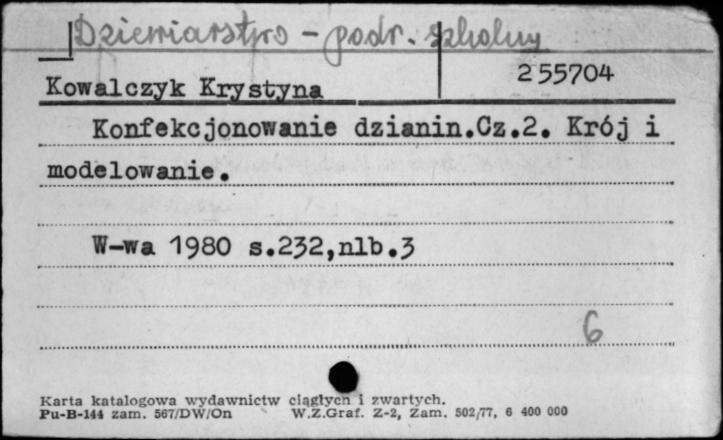 Dziewiarstwo - podr. szkolny
255704
Kowalczyk Krystyna
Konfekcjonowanie dzianin.Cz.2. Krój i
modelowanie.
W-wa 1980 s.232,nlb.3
6
Karta katalogowa wydawnictw ciągłych i zwartych.
Pu-B-144 zam. 567/DW/On W.Z.Graf. Z-2, Zam. 502/77, 6 400 000